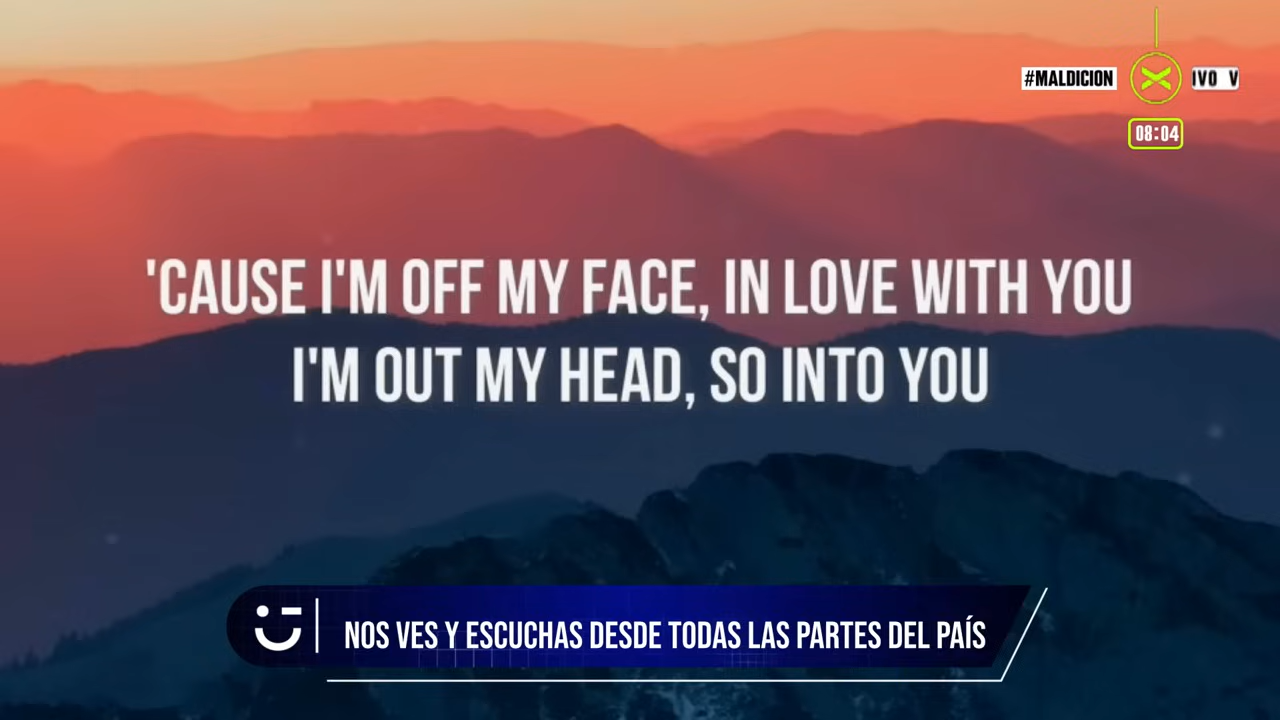 #MALDICION
IVO V
08:04
'CAUSE I'M OFF MY FACE, IN LOVE WITH YOU
I'M OUT MY HEAD, SO INTO YOU
NOS VES Y ESCUCHAS DESDE TODAS LAS PARTES DEL PAÍS